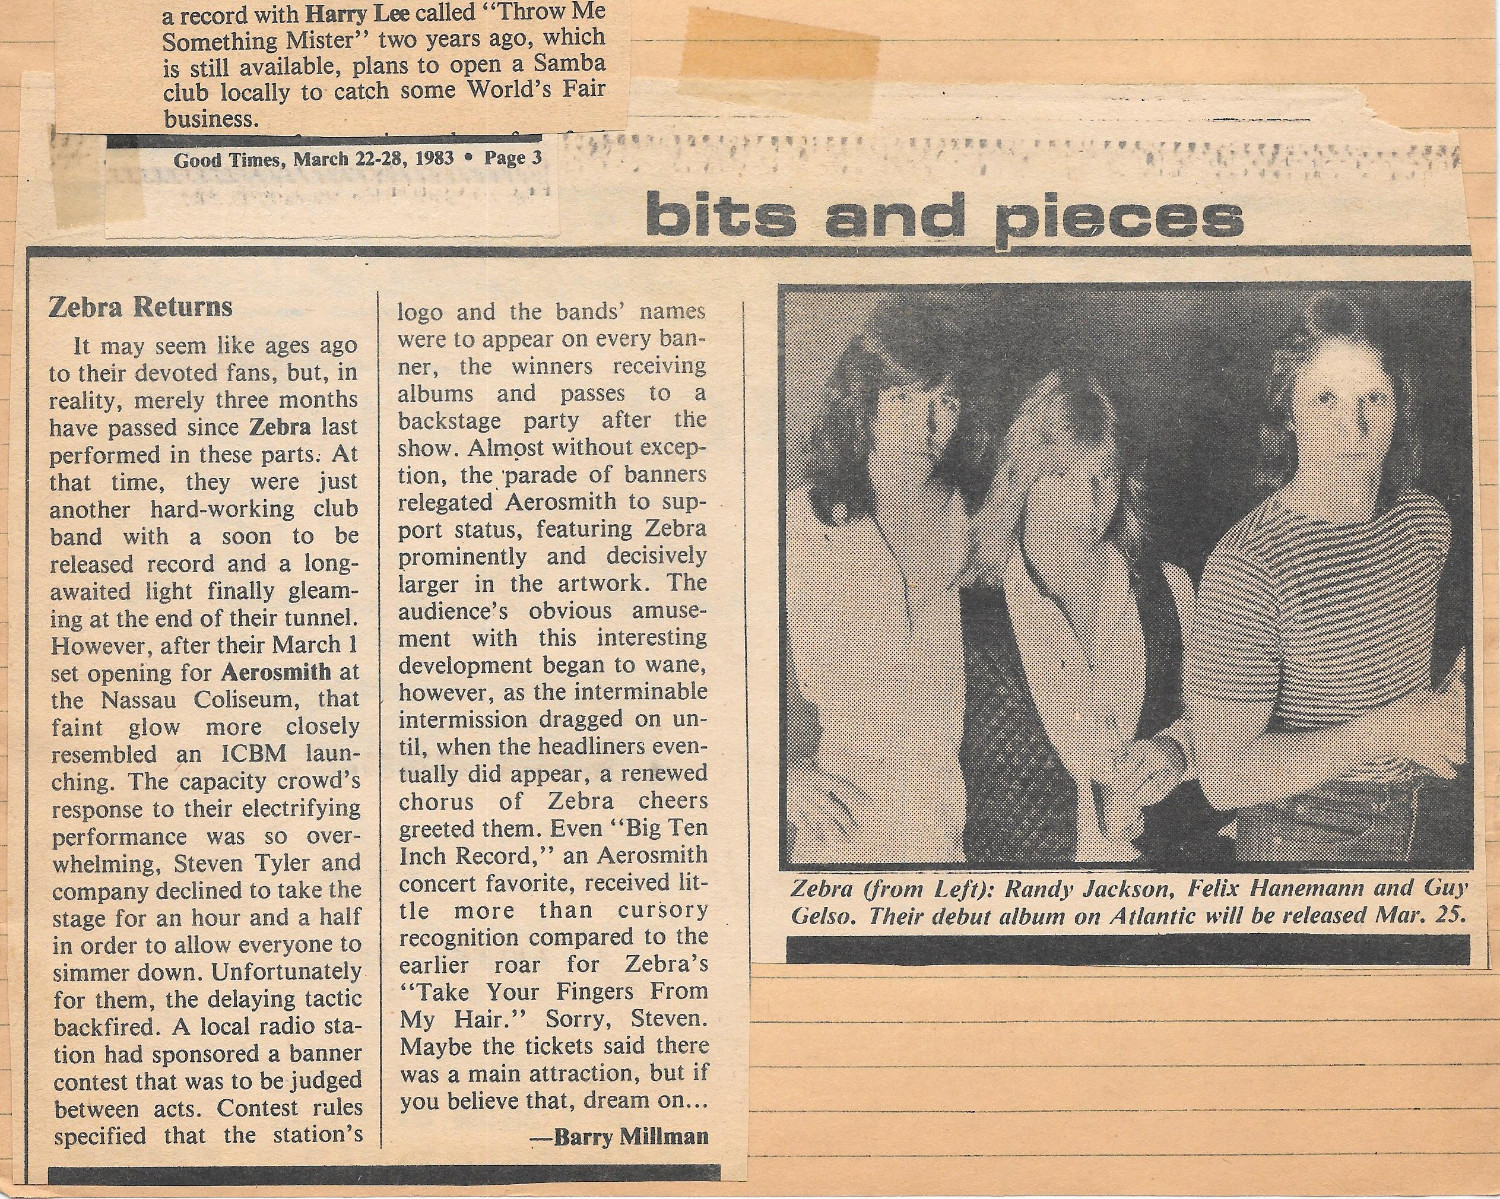 a record with Harry Lee called "Throw Me
Something Mister" two years ago, which
is still available, plans to open a Samba
club locally to catch some World's Fair
business.
Good Times, March 22-28, 1983 • Page 3
bits and pieces
Zebra Returns
It may seem like ages ago
to their devoted fans, but, in
reality, merely three months
have passed since Zebra last
performed in these parts. At
that time, they were just
another hard-working club
band with a soon to be
released record and a long-
awaited light finally gleam-
ing at the end of their tunnel.
However, after their March 1
set opening for Aerosmith at
the Nassau Coliseum, that
faint glow more closely
resembled an ICBM laun-
ching. The capacity crowd's
response to their electrifying
performance was so over-
whelming, Steven Tyler and
company declined to take the
stage for an hour and a half
in order to allow everyone to
simmer down. Unfortunately
for them, the delaying tactic
backfired. A local radio sta-
tion had sponsored a banner
contest that was to be judged
between acts. Contest rules
specified that the station's
logo and the bands' names
were to appear on every ban-
ner, the winners receiving
albums and passes to a
backstage party after the
show. Almost without excep-
tion, the parade of banners
relegated Aerosmith to sup-
port status, featuring Zebra
prominently and decisively
larger in the artwork. The
audience's obvious amuse-
ment with this interesting
development began to wane,
however, as the interminable
intermission dragged on un-
til, when the headliners even-
tually did appear, a renewed
chorus of Zebra cheers
greeted them. Even "Big Ten
Inch Record," an Aerosmith
concert favorite, received lit-
tle more than cursory
recognition compared to the
earlier roar for Zebra's
"Take Your Fingers From
My Hair." Sorry, Steven.
Maybe the tickets said there
was a main attraction, but if
you believe that, dream on...
—Barry Millman
Zebra (from Left): Randy Jackson, Felix Hanemann and Guy
Gelso. Their debut album on Atlantic will be released Mar. 25.